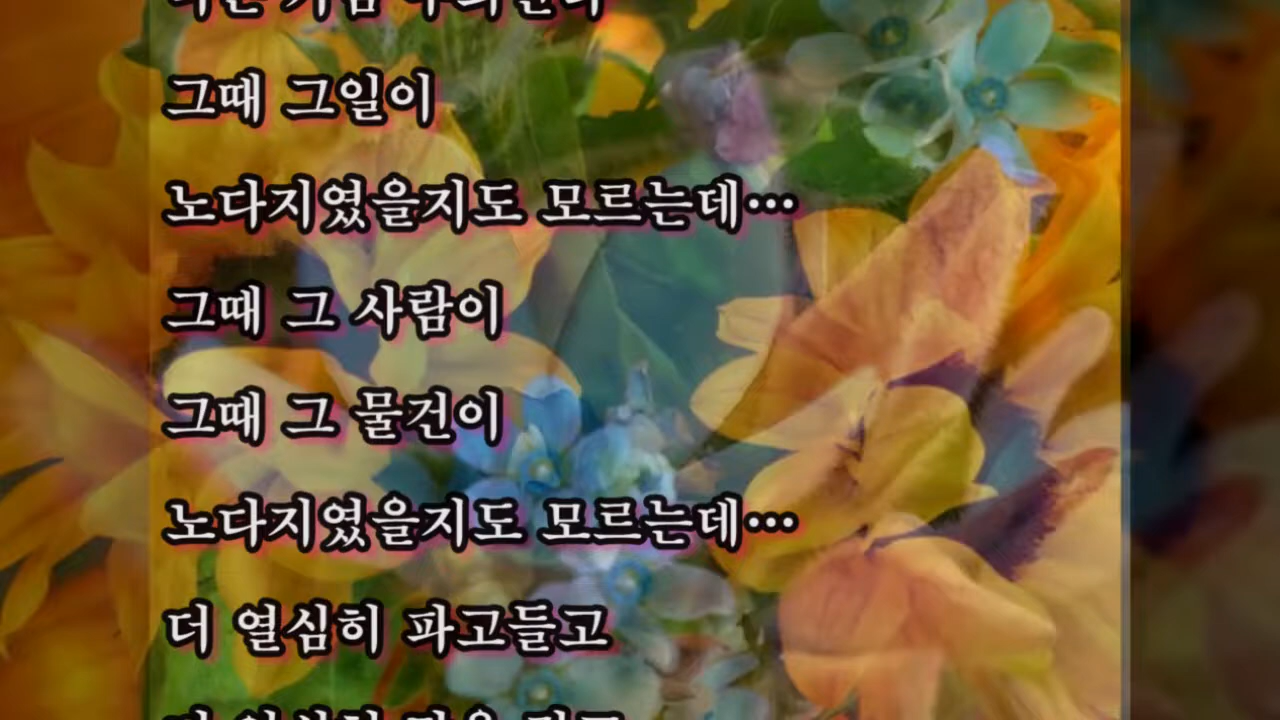 그때 그일이
노다지였을지도 모르는데…
그때 그 사람이
그때 그 물건이
노다지였을지도 모르는데…
더 열심히 파고들고